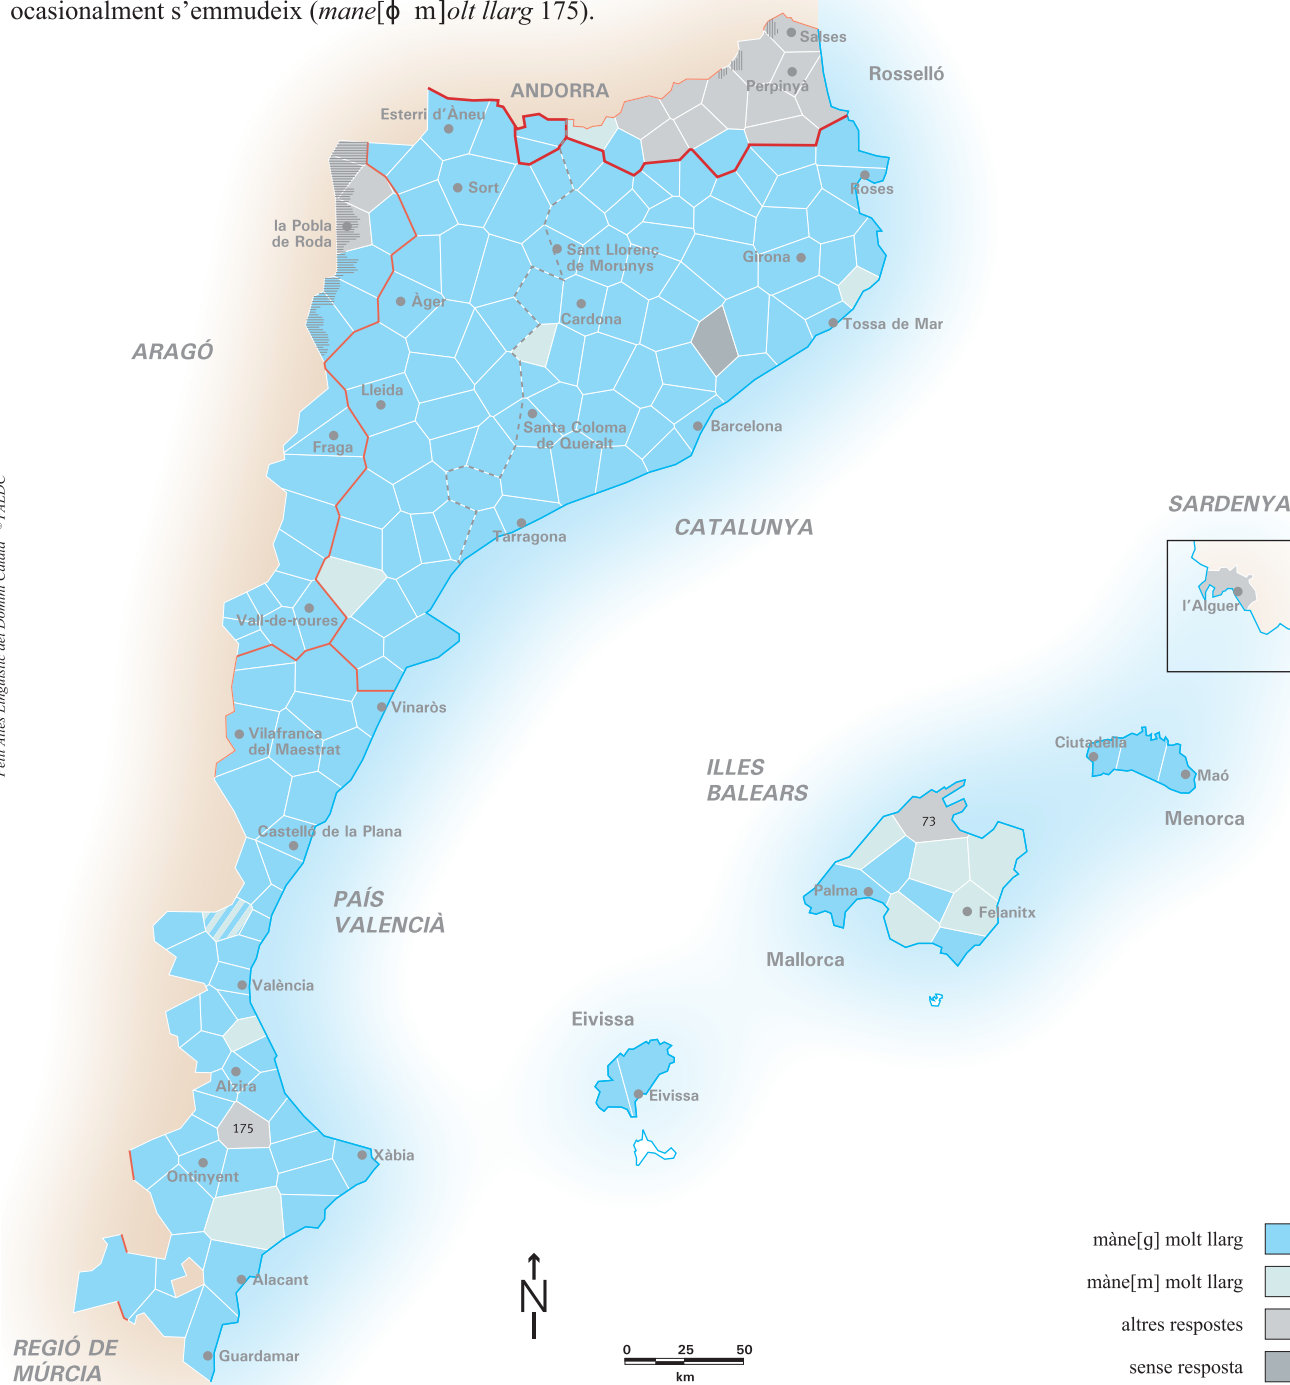 ocasionalment s’emmudeix (mane[ɸ m]olt llarg 175).
Salses
Rosselló
Perpinyà
ANDORRA
Esterri d’Àneu
Roses
Sort
la Pobla
de Roda
Sant Llorenç
de Morunys
Girona
Àger
Cardona
Tossa de Mar
ARAGÓ
Lleida
Santa Coloma
de Queralt
Barcelona
Fraga
SARDENYA
CATALUNYA
Tarragona
l’Alguer
Vall-de-roures
Vinaròs
Vilafranca
del Maestrat
Ciutadella
Maó
ILLES
BALEARS
Menorca
73
Castelló de la Plana
PAÍS
VALENCIÀ
Palma
Felanitx
Mallorca
València
Eivissa
Alzira
Eivissa
175
Xàbia
Ontinyent
màne[ɡ] molt llarg
màne[m] molt llarg
altres respostes
sense resposta
Alacant
N
REGIÓ DE
MÚRCIA
Guardamar
0 25 50
km